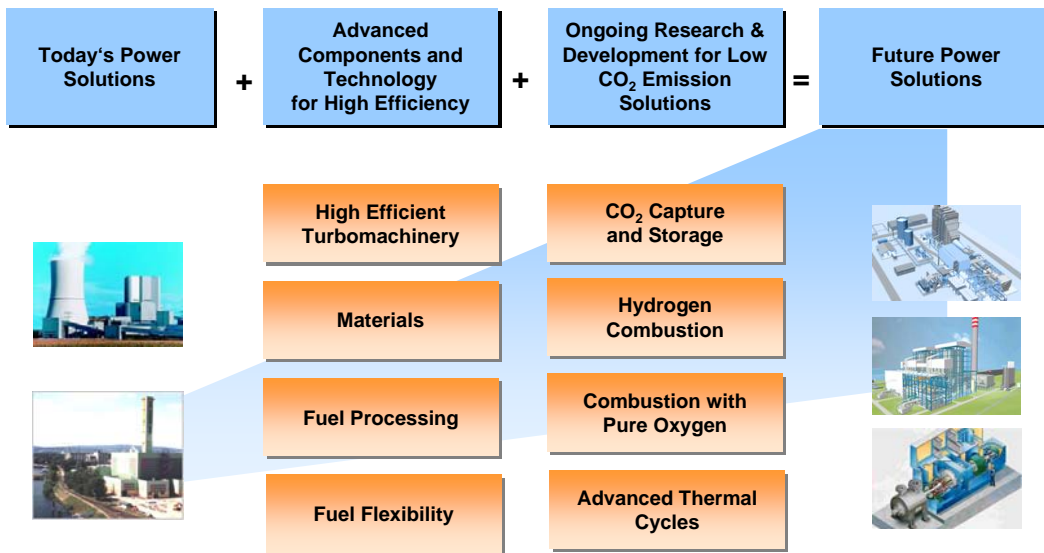 Today‘s Power
Solutions
+
Advanced
Components and
Technology
for High Efficiency
+
Ongoing Research &
Development for Low
CO₂ Emission
Solutions
=
Future Power
Solutions
High Efficient
Turbomachinery
CO₂ Capture
and Storage
Materials
Hydrogen
Combustion
Fuel Processing
Combustion with
Pure Oxygen
Fuel Flexibility
Advanced Thermal
Cycles